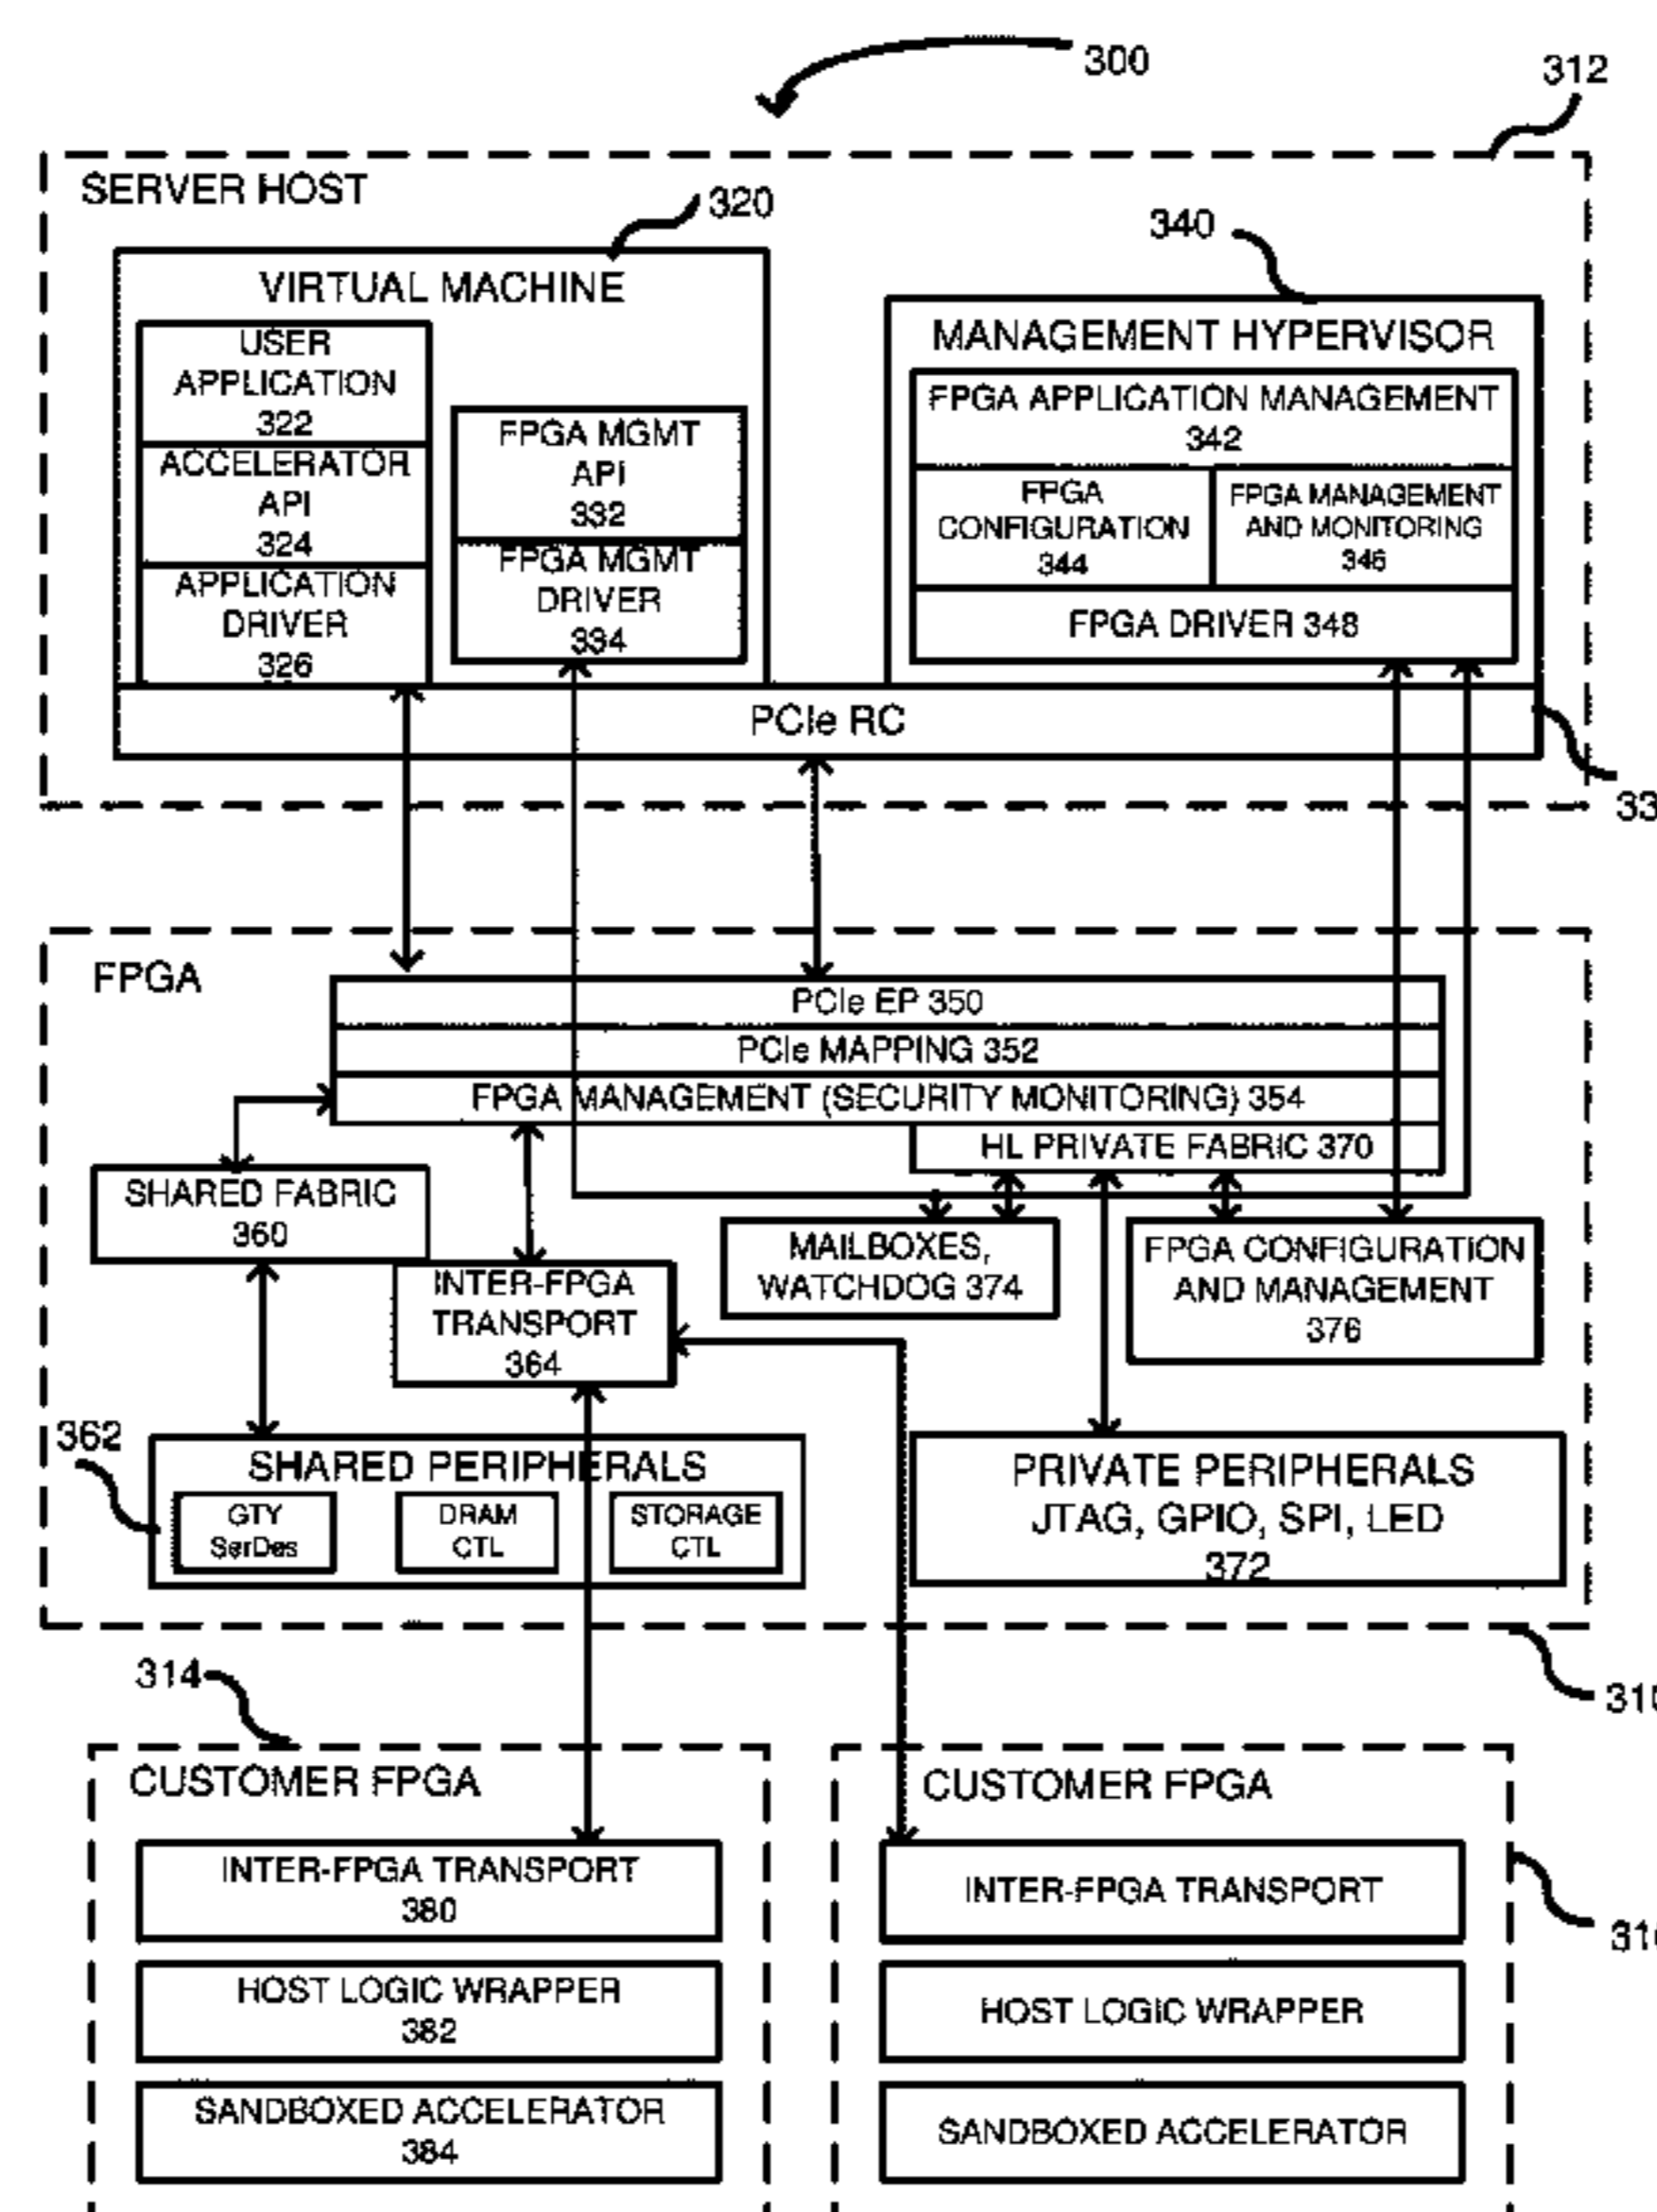 300
312
SERVER HOST
320
340
VIRTUAL MACHINE
USER
APPLICATION
322
ACCELERATOR
API
324
APPLICATION
DRIVER
326
FPGA MGMT
API
332
FPGA MGMT
DRIVER
334
MANAGEMENT HYPERVISOR
FPGA APPLICATION MANAGEMENT
342
FPGA
CONFIGURATION
344
FPGA MANAGEMENT
AND MONITORING
346
FPGA DRIVER 348
PCIe RC
33
FPGA
PCIe EP 350
PCIe MAPPING 352
FPGA MANAGEMENT (SECURITY MONITORING) 354
HL PRIVATE FABRIC 370
SHARED FABRIC
360
INTER-FPGA
TRANSPORT
364
MAILBOXES,
WATCHDOG 374
FPGA CONFIGURATION
AND MANAGEMENT
376
362
SHARED PERIPHERALS
GTY
SerDes
DRAM
CTL
STORAGE
CTL
PRIVATE PERIPHERALS
JTAG, GPIO, SPI, LED
372
310
314
CUSTOMER FPGA
INTER-FPGA TRANSPORT
380
HOST LOGIC WRAPPER
382
SANDBOXED ACCELERATOR
384
CUSTOMER FPGA
INTER-FPGA TRANSPORT
HOST LOGIC WRAPPER
SANDBOXED ACCELERATOR